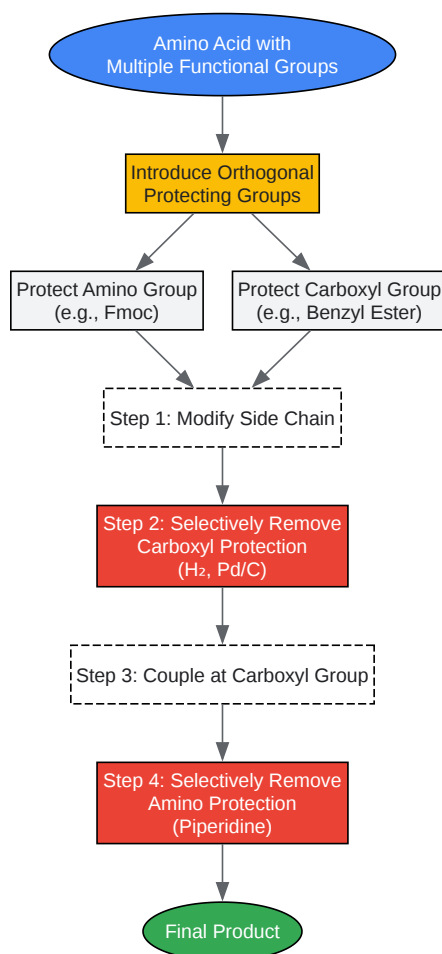 Amino Acid with
Multiple Functional Groups
Introduce Orthogonal
Protecting Groups
Protect Amino Group
(e.g., Fmoc)
Protect Carboxyl Group
(e.g., Benzyl Ester)
Step 1: Modify Side Chain
Step 2: Selectively Remove
Carboxyl Protection
(H₂, Pd/C)
Step 3: Couple at Carboxyl Group
Step 4: Selectively Remove
Amino Protection
(Piperidine)
Final Product